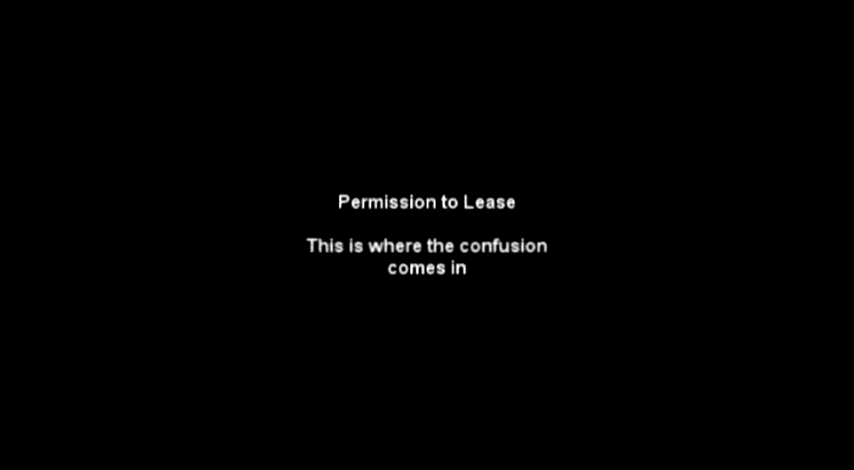 Permission to Lease
This is where the confusion
comes in